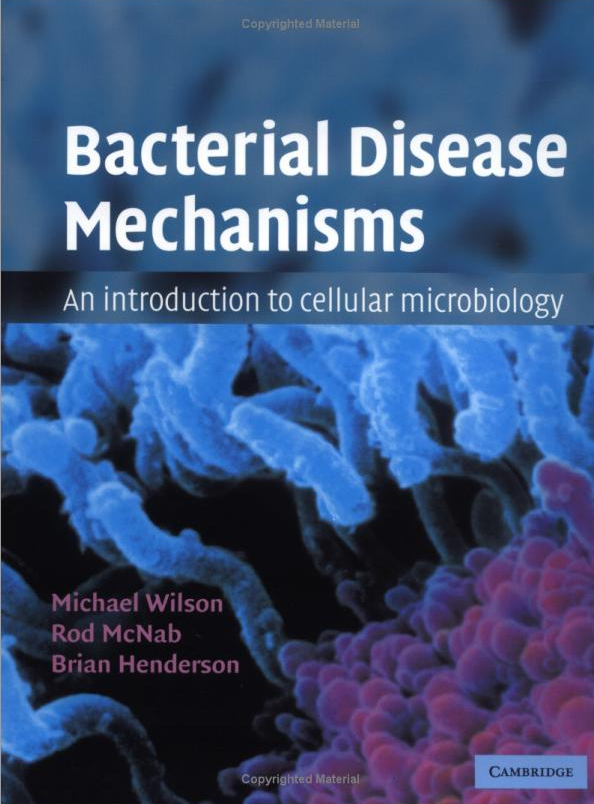 Copyrighted Material
Bacterial Disease
Mechanisms
An introduction to cellular microbiology
Michael Wilson
Rod McNab
Brian Henderson
CAMBRIDGE
Copyrighted Material